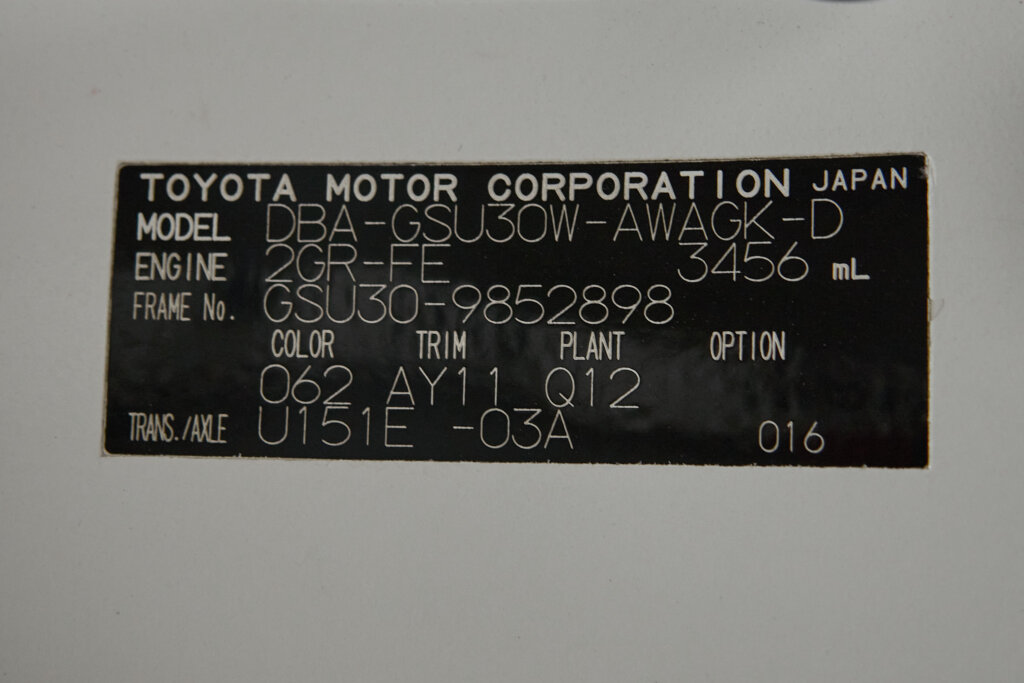 TOYOTA MOTOR CORPORATION JAPAN
MODEL DBA-GSU30W-AWAGK-D
ENGINE 2GR-FE 3456 mL
FRAME No. GSU30-9852898
COLOR TRIM PLANT OPTION
062 AY11 Q12
TRANS./AXLE U151E -03A 016